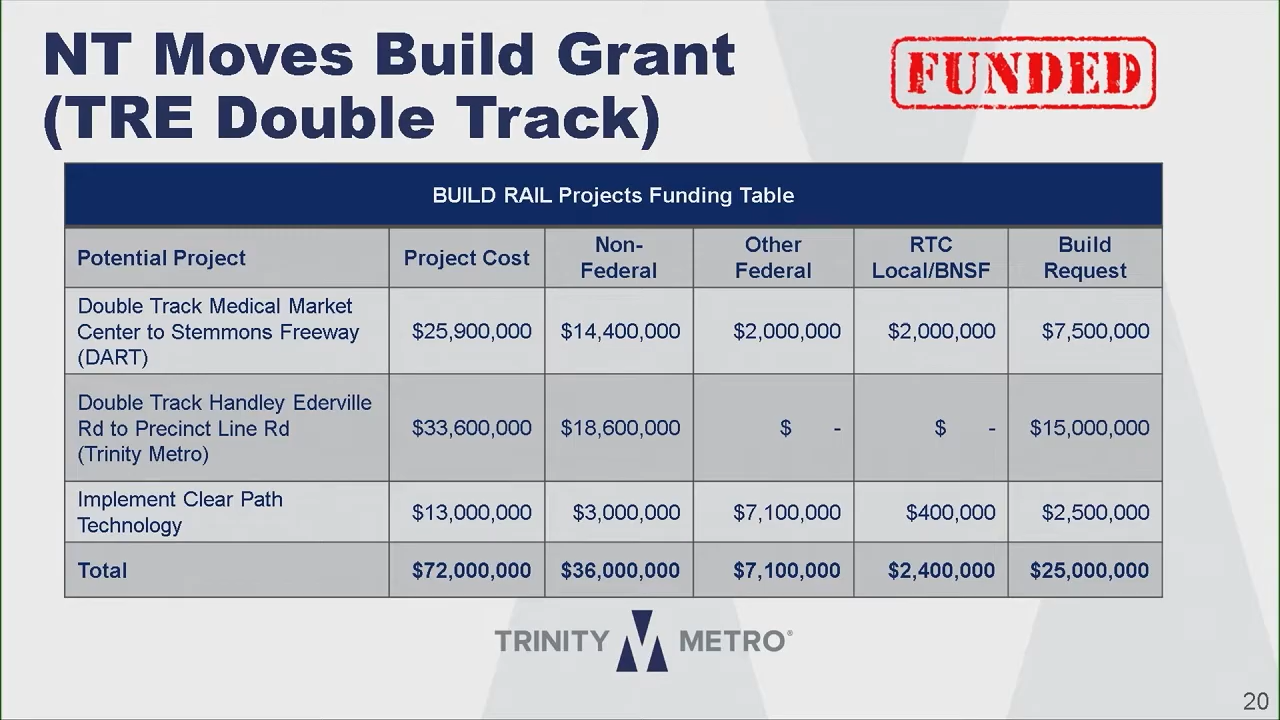 NT Moves Build Grant
(TRE Double Track)
FUNDED
BUILD RAIL Projects Funding Table
Potential Project Project Cost Non-Federal Other Federal RTC Local/BNSF Build Request
Double Track Medical Market Center to Stemmons Freeway (DART) $25,900,000 $14,400,000 $2,000,000 $2,000,000 $7,500,000
Double Track Handley Ederville Rd to Precinct Line Rd (Trinity Metro) $33,600,000 $18,600,000 $ - $ - $15,000,000
Implement Clear Path Technology $13,000,000 $3,000,000 $7,100,000 $400,000 $2,500,000
Total $72,000,000 $36,000,000 $7,100,000 $2,400,000 $25,000,000
TRINITY METRO®
20